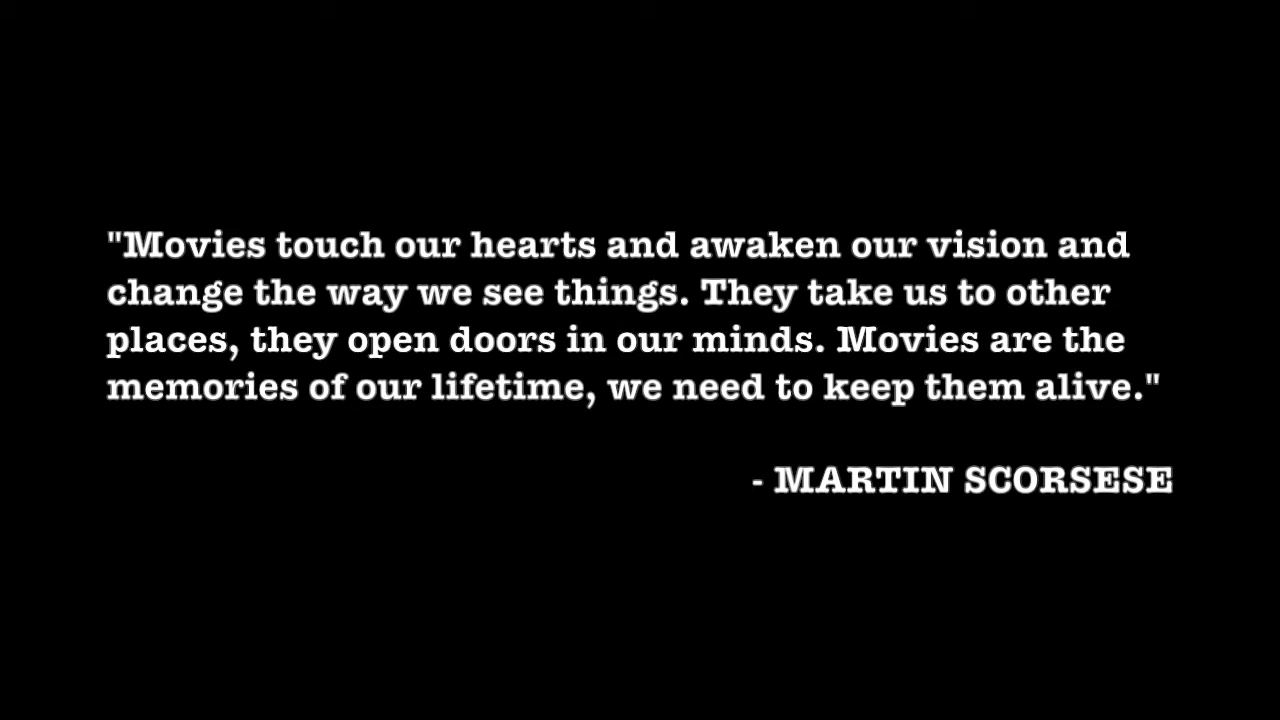 "Movies touch our hearts and awaken our vision and
change the way we see things. They take us to other
places, they open doors in our minds. Movies are the
memories of our lifetime, we need to keep them alive."
- MARTIN SCORSESE